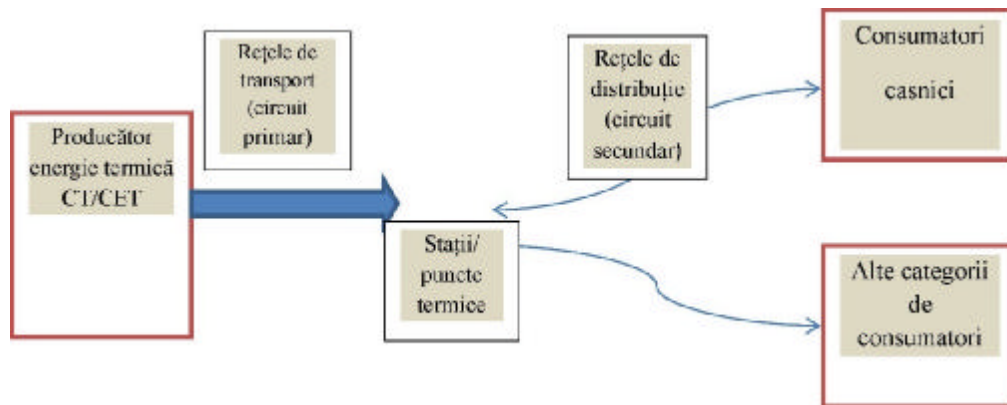 Producător
energie termică
CT/CET
Rețele de
transport
(circuit
primar)
Stații/
puncte
termice
Rețele de
distribuție
(circuit
secundar)
Consumatori
casnici
Alte categorii
de
consumatori